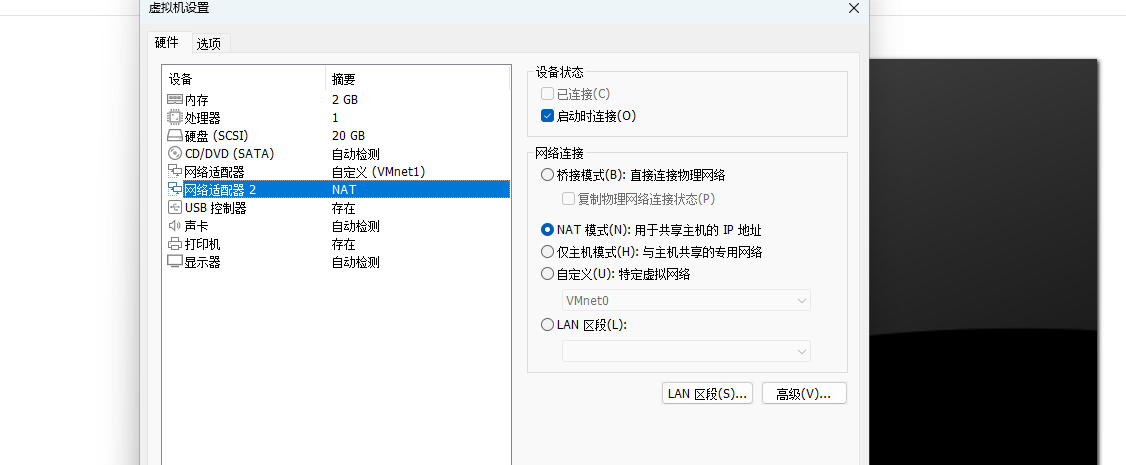 虚拟机设置
硬件 选项
设备 摘要
内存 2 GB
处理器 1
硬盘 (SCSI) 20 GB
CD/DVD (SATA) 自动检测
网络适配器 自定义 (VMnet1)
网络适配器 2 NAT
USB 控制器 存在
声卡 自动检测
打印机 存在
显示器 自动检测
设备状态
已连接(C)
启动时连接(O)
网络连接
桥接模式(B): 直接连接物理网络
复制物理网络连接状态(P)
NAT 模式(N): 用于共享主机的 IP 地址
仅主机模式(H): 与主机共享的专用网络
自定义(U): 特定虚拟网络
VMnet0
LAN 区段(L):
LAN 区段(S)... 高级(V)...